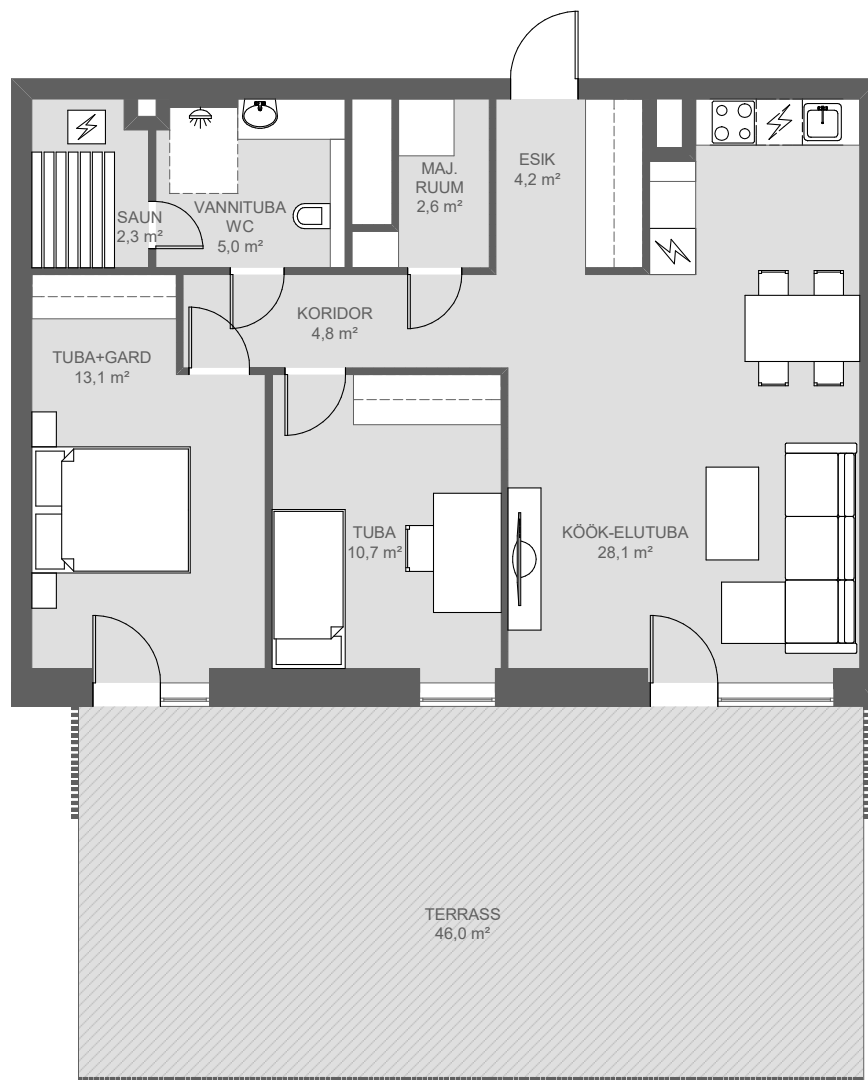 SAUN
2,3 m²
VANNITUBA
WC
5,0 m²
MAJ.
RUUM
2,6 m²
ESIK
4,2 m²
KORIDOR
4,8 m²
TUBA+GARD
13,1 m²
TUBA
10,7 m²
KÖÖK-ELUTUBA
28,1 m²
TERRASS
46,0 m²